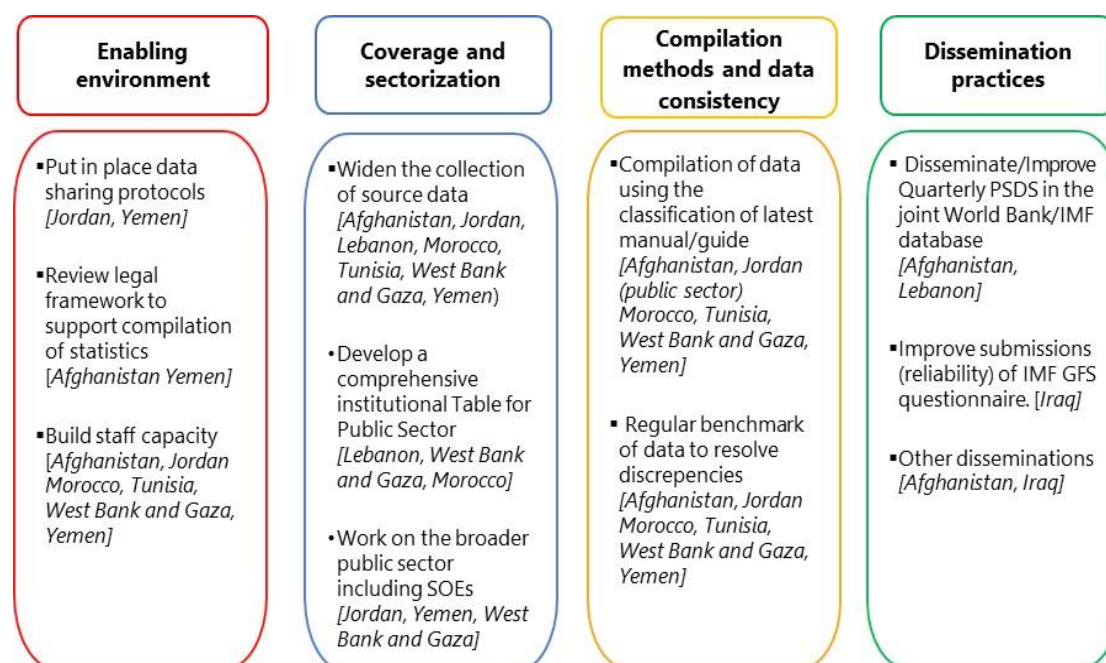 Enabling
environment
▪Put in place data
sharing protocols
[Jordan, Yemen]
▪Review legal
framework to
support compilation
of statistics
[Afghanistan Yemen]
▪Build staff capacity
[Afghanistan, Jordan
Morocco, Tunisia,
West Bank and Gaza,
Yemen]
Coverage and
sectorization
▪Widen the collection
of source data
[Afghanistan, Jordan,
Lebanon, Morocco,
Tunisia, West Bank
and Gaza, Yemen)
•Develop a
comprehensive
institutional Table for
Public Sector
[Lebanon, West Bank
and Gaza, Morocco]
•Work on the broader
public sector
including SOEs
[Jordan, Yemen, West
Bank and Gaza]
Compilation
methods and data
consistency
▪Compilation of data
using the
classification of latest
manual/guide
[Afghanistan, Jordan
(public sector)
Morocco, Tunisia,
West Bank and Gaza,
Yemen]
▪ Regular benchmark
of data to resolve
discrepencies
[Afghanistan, Jordan
Morocco, Tunisia,
West Bank and Gaza,
Yemen]
Dissemination
practices
▪ Disseminate/Improve
Quarterly PSDS in the
joint World Bank/IMF
database
[Afghanistan,
Lebanon]
▪Improve submissions
(reliability) of IMF GFS
questionnaire. [Iraq]
▪Other disseminations
[Afghanistan, Iraq]